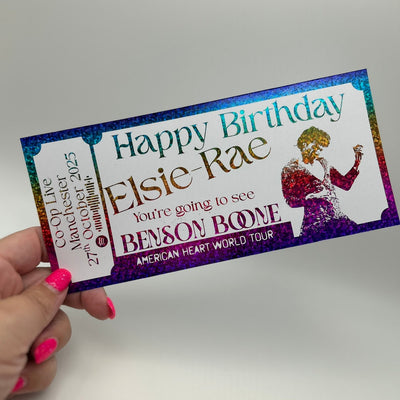 Co-op Live
Manchester
27th October 2025
Happy Birthday
Elsie-Rae
You're going to see
BENSON BOONE
AMERICAN HEART WORLD TOUR